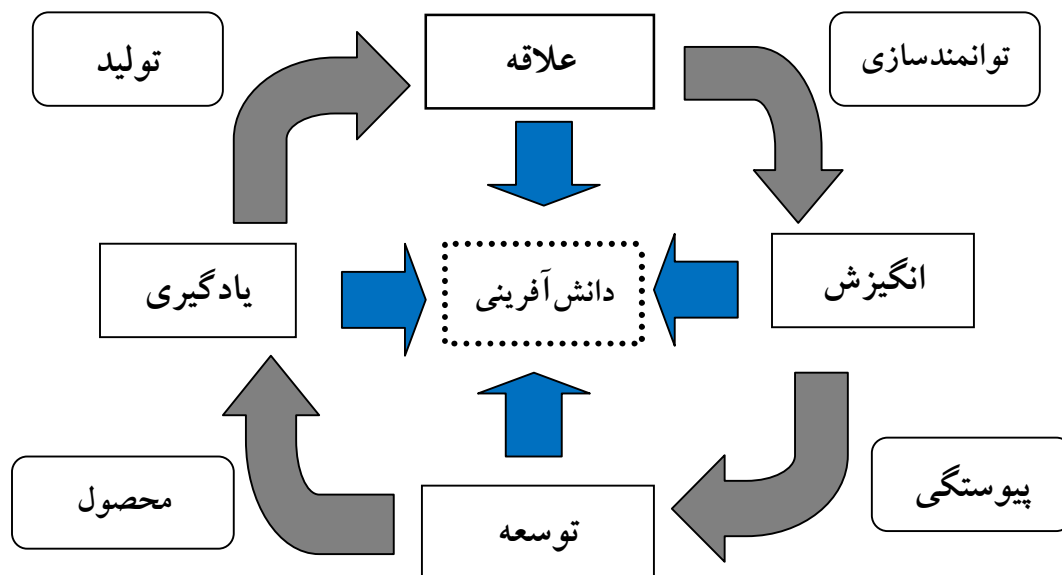 توانمندسازی
علاقه
تولید
انگیزش
دانش‌آفرینی
یادگیری
پیوستگی
توسعه
محصول